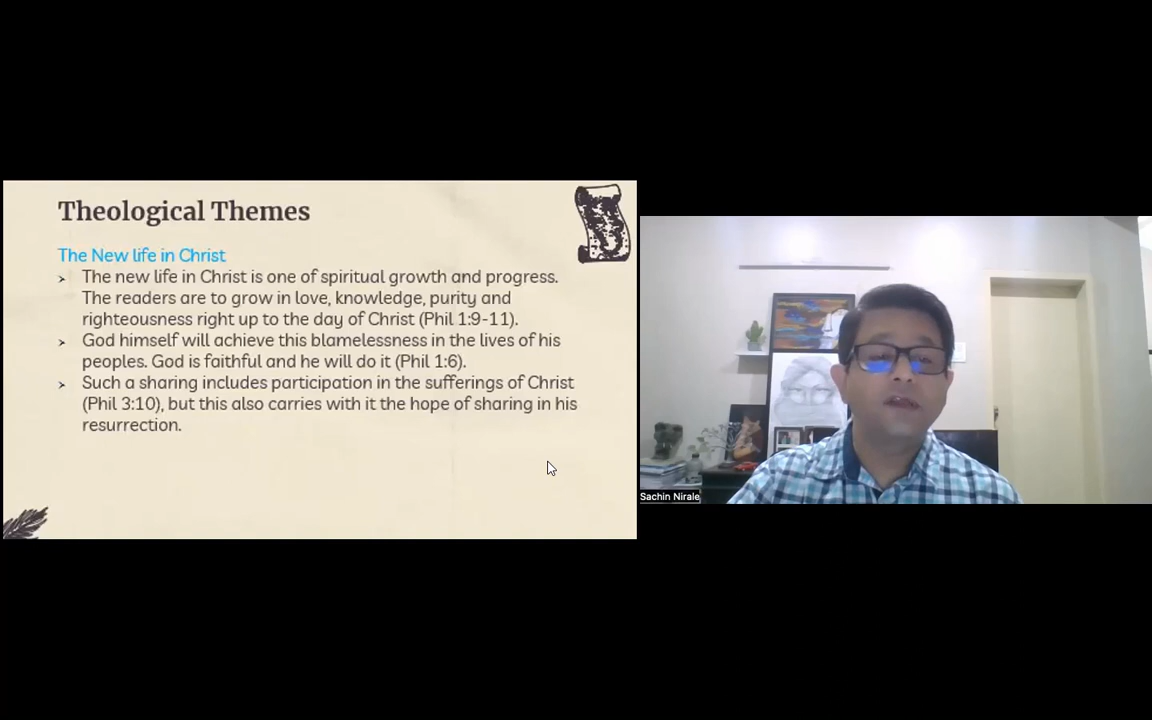 Theological Themes
The New life in Christ
➢ The new life in Christ is one of spiritual growth and progress.
The readers are to grow in love, knowledge, purity and
righteousness right up to the day of Christ (Phil 1:9-11).
➢ God himself will achieve this blamelessness in the lives of his
peoples. God is faithful and he will do it (Phil 1:6).
➢ Such a sharing includes participation in the sufferings of Christ
(Phil 3:10), but this also carries with it the hope of sharing in his
resurrection.
Sachin Nirale